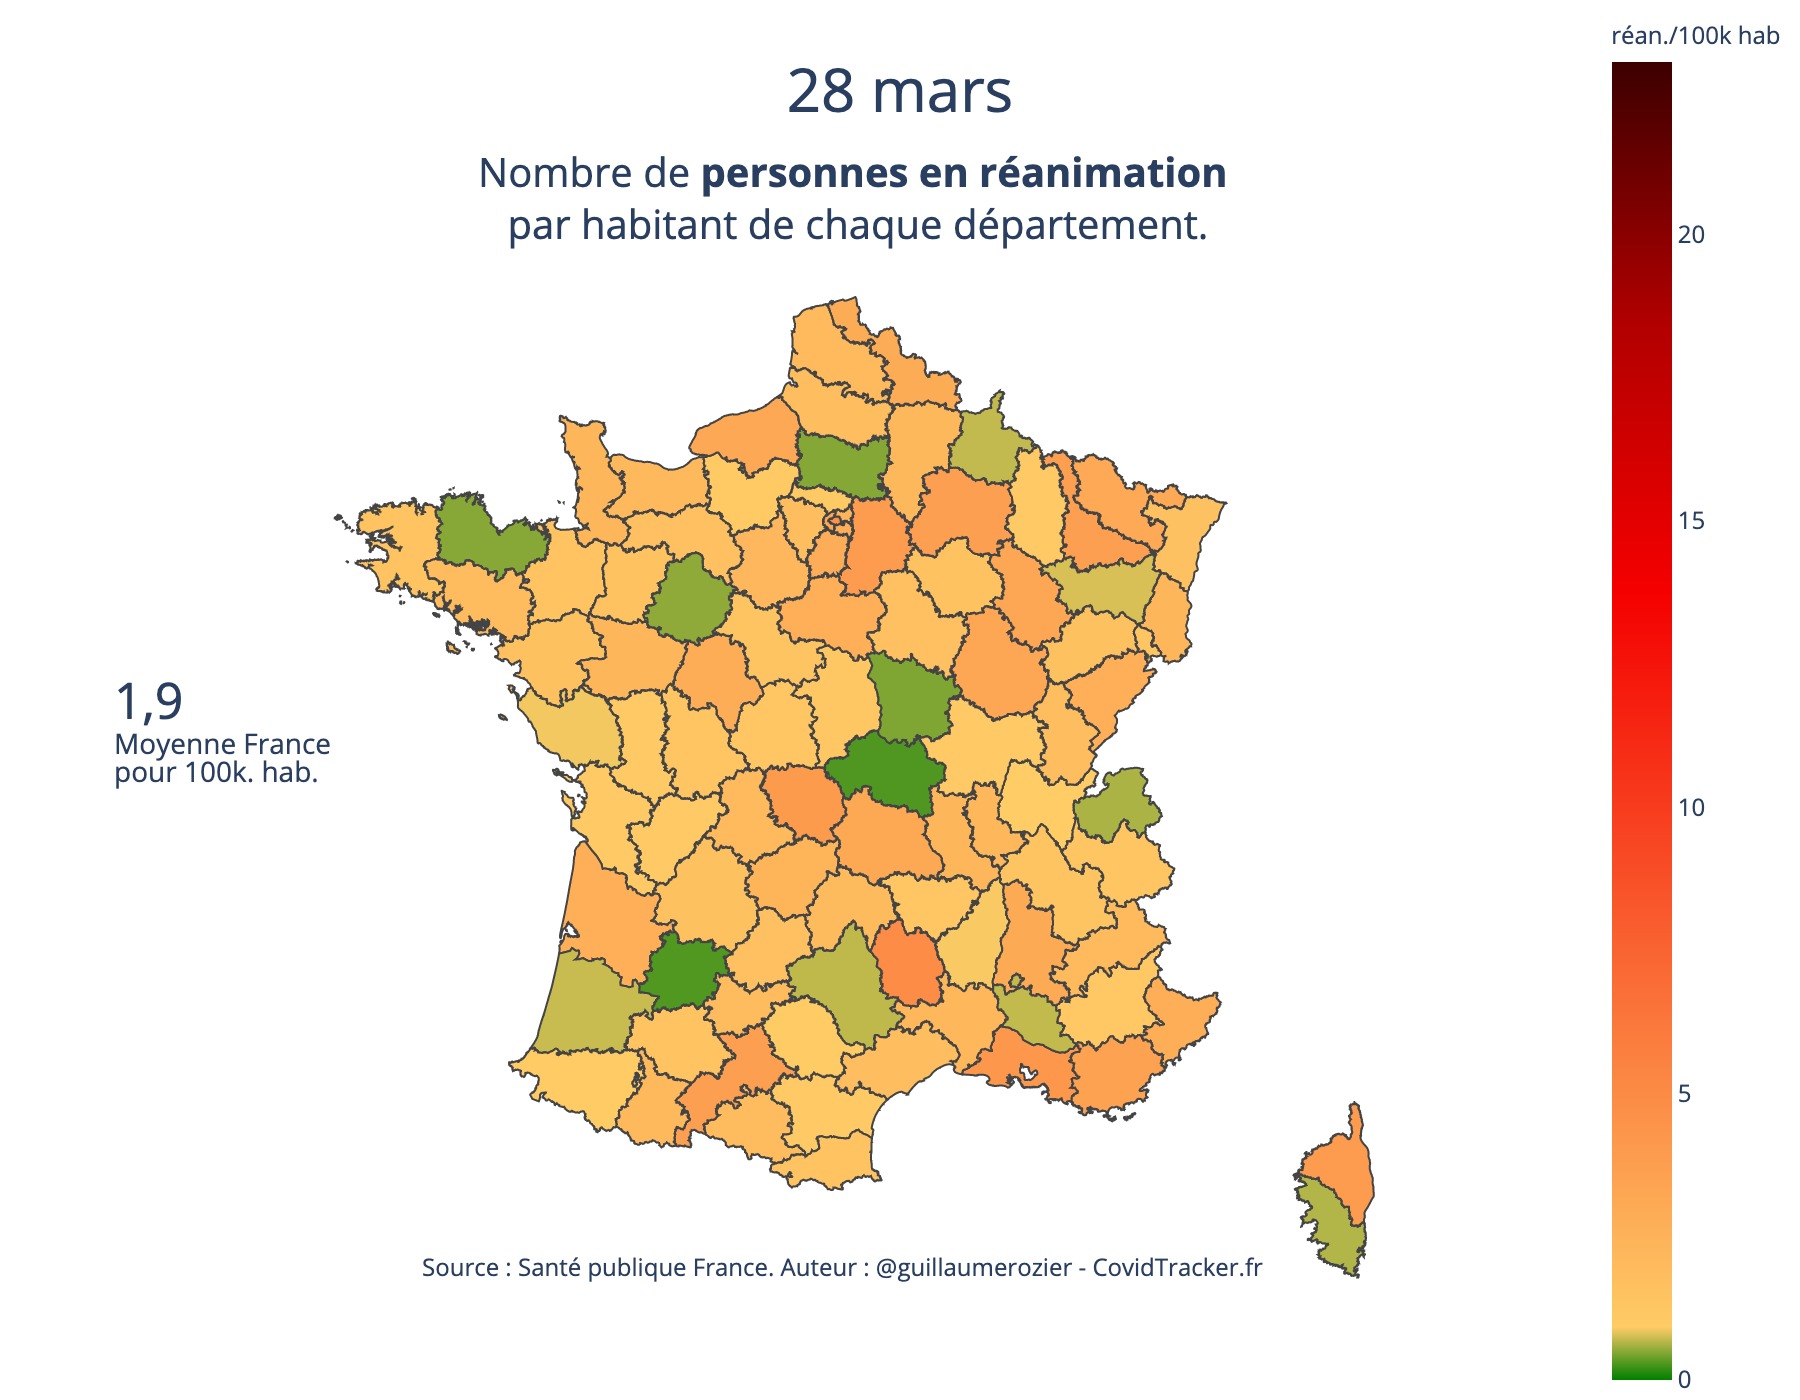 réan./100k hab
28 mars
Nombre de personnes en réanimation
par habitant de chaque département.
20
15
10
5
0
1,9
Moyenne France
pour 100k. hab.
Source : Santé publique France. Auteur : @guillaumerozier - CovidTracker.fr